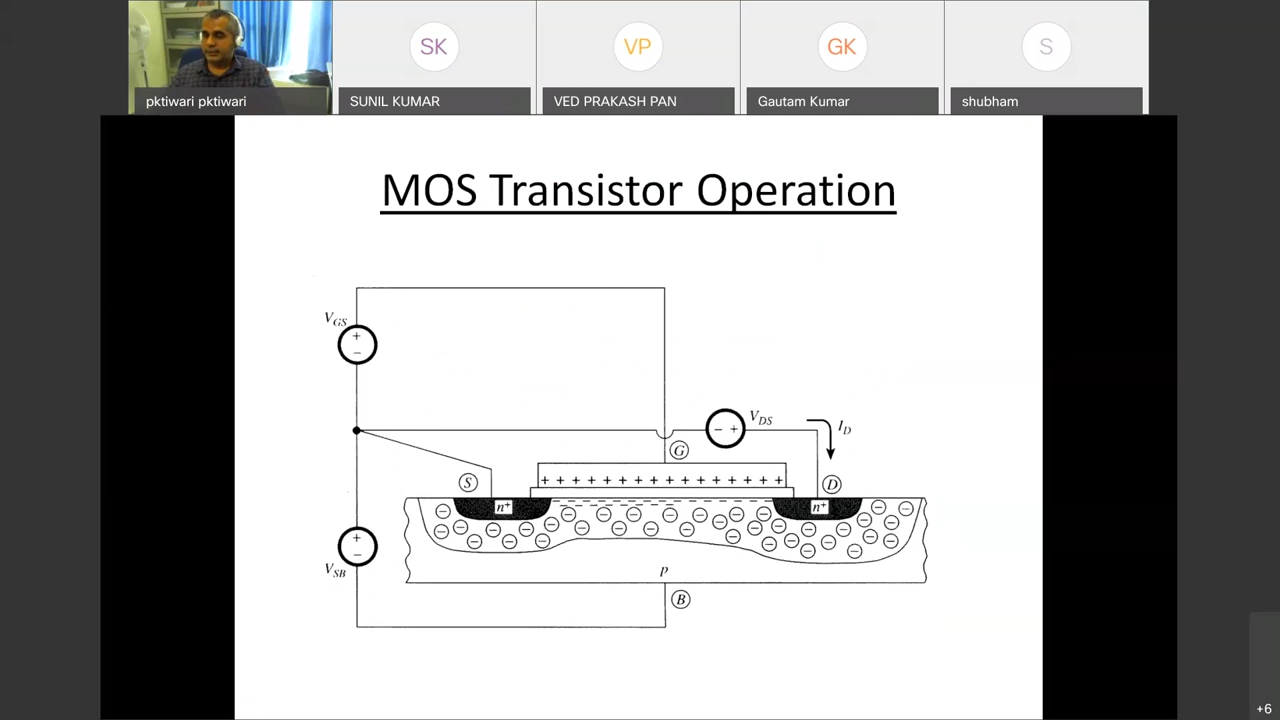 SK
VP
GK
S
pktiwari pktiwari
SUNIL KUMAR
VED PRAKASH PAN
Gautam Kumar
shubham
MOS Transistor Operation
V_GS
+
−
V_DS
− +
I_D
G
+ + + + + + + + + + + + + + + +
S
D
n⁺
n⁺
+
−
V_SB
p
B
+6